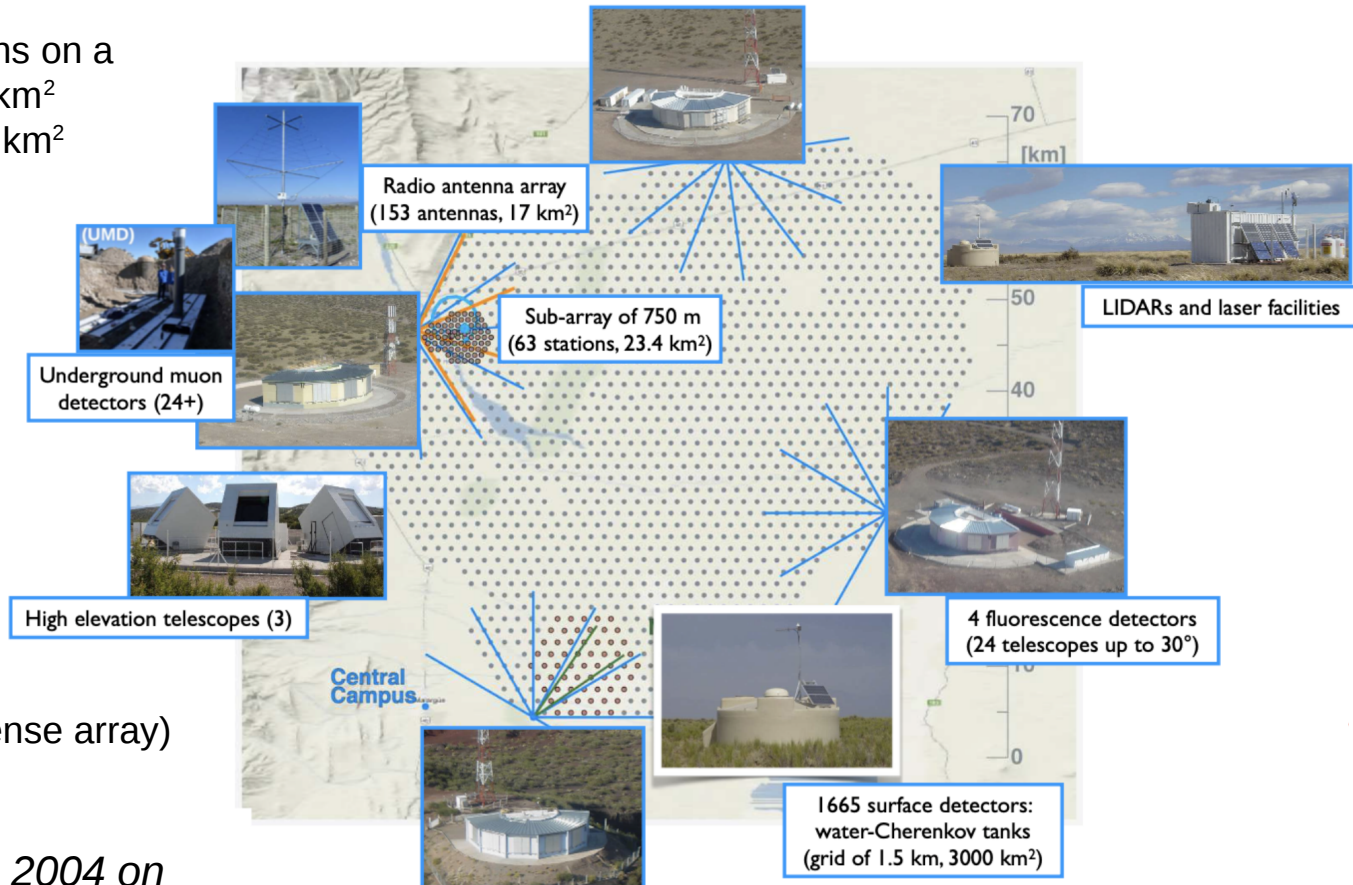 ns on a
km²
km²
70
[km]
Radio antenna array
(153 antennas, 17 km²)
(UMD)
50
LIDARs and laser facilities
Sub-array of 750 m
(63 stations, 23.4 km²)
Underground muon
detectors (24+)
40
High elevation telescopes (3)
4 fluorescence detectors
(24 telescopes up to 30°)
10
Central
Campus
ense array)
0
1665 surface detectors:
water-Cherenkov tanks
(grid of 1.5 km, 3000 km²)
2004 on